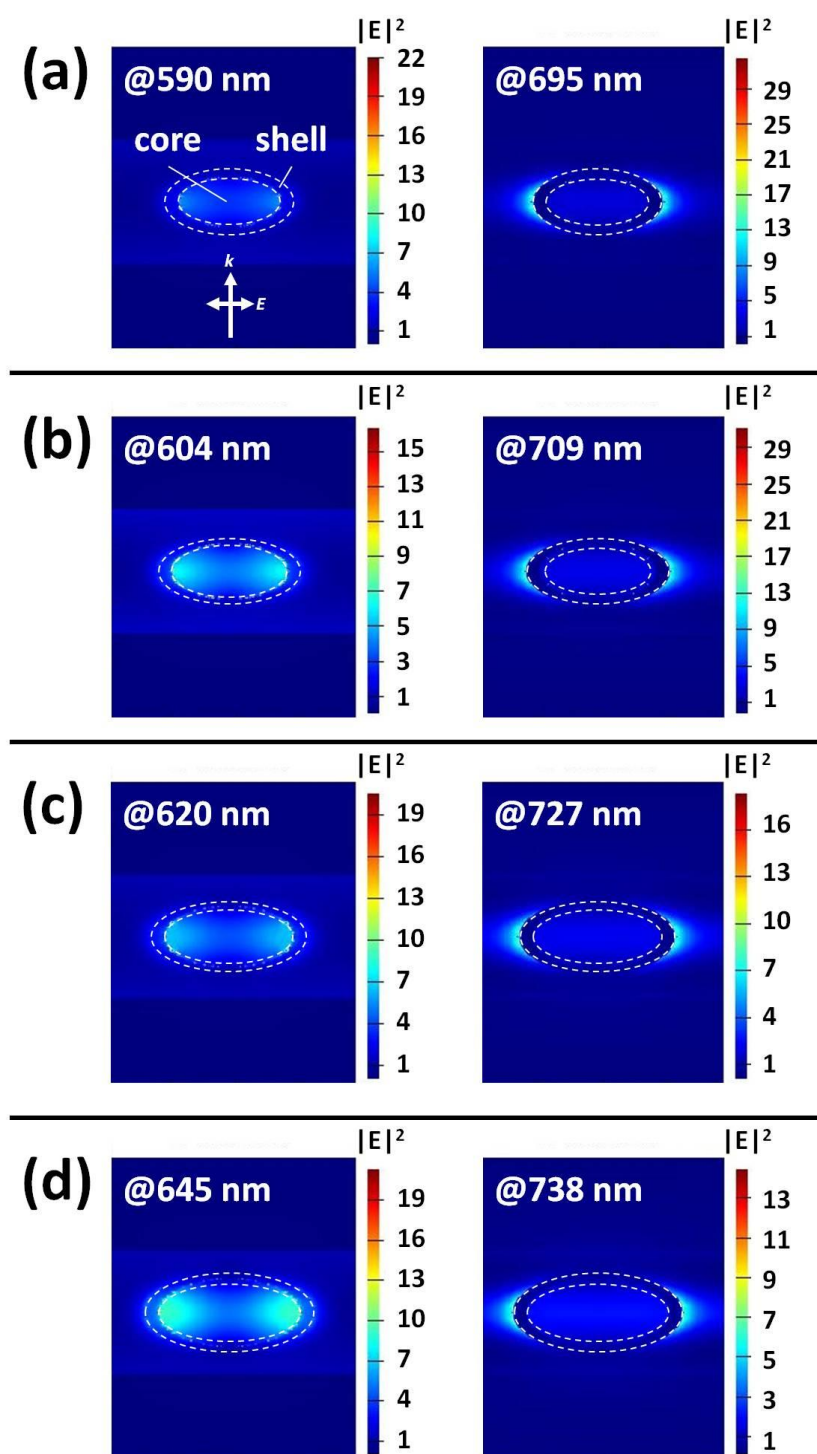 (a)
@590 nm
core
shell
k
E
|E|²
22
19
16
13
10
7
4
1
@695 nm
|E|²
29
25
21
17
13
9
5
1
(b)
@604 nm
|E|²
15
13
11
9
7
5
3
1
@709 nm
|E|²
29
25
21
17
13
9
5
1
(c)
@620 nm
|E|²
19
16
13
10
7
4
1
@727 nm
|E|²
16
13
10
7
4
1
(d)
@645 nm
|E|²
19
16
13
10
7
4
1
@738 nm
|E|²
13
11
9
7
5
3
1